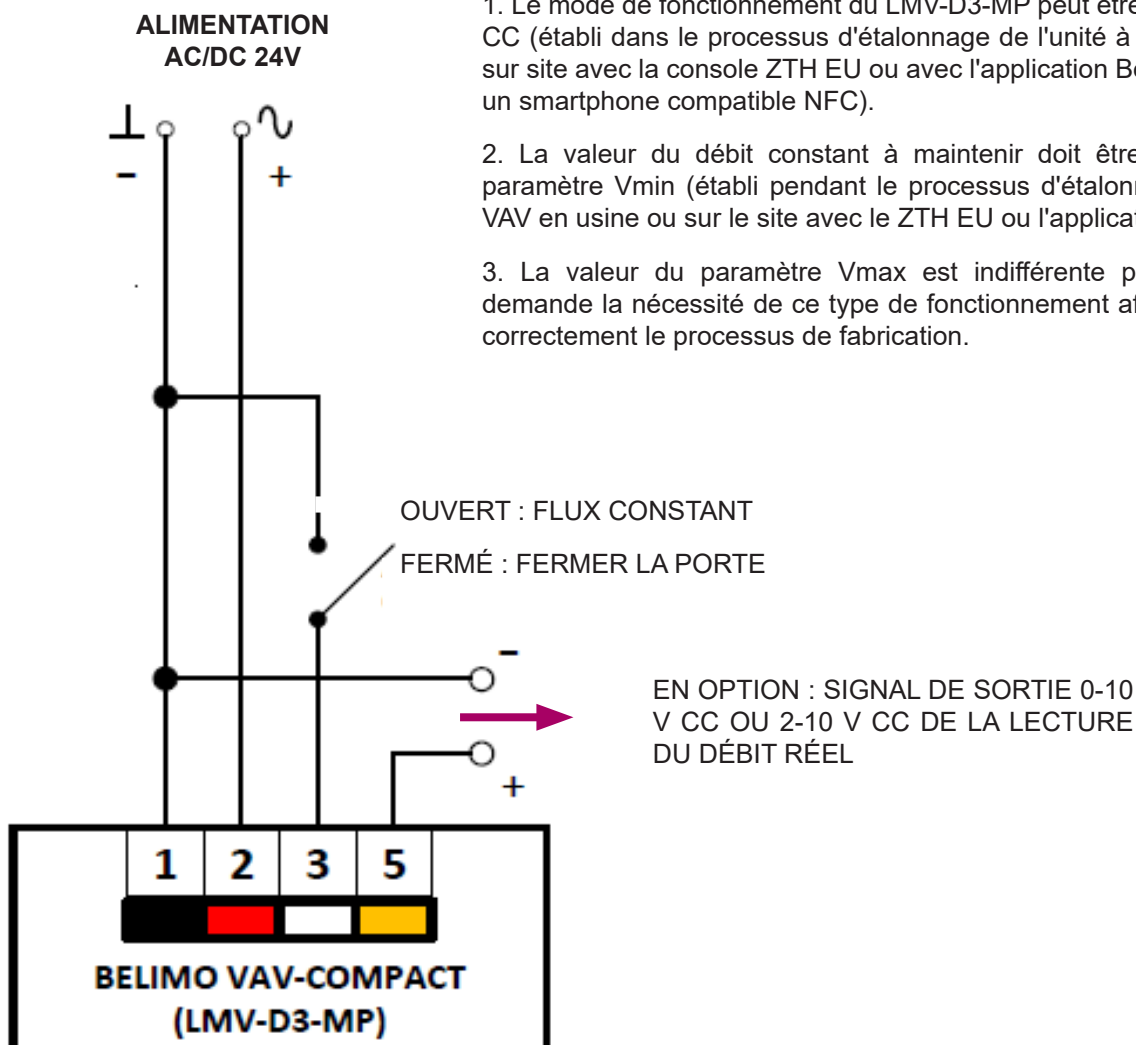 ALIMENTATION
AC/DC 24V
1. Le mode de fonctionnement du LMV-D3-MP peut être
CC (établi dans le processus d'étalonnage de l'unité à
sur site avec la console ZTH EU ou avec l'application
un smartphone compatible NFC).
2. La valeur du débit constant à maintenir doit être
paramètre Vmin (établi pendant le processus
VAV en usine ou sur le site avec le ZTH EU ou
3. La valeur du paramètre Vmax est indifférente
demande la nécessité de ce type de fonctionnement
correctement le processus de fabrication.
- +
OUVERT : FLUX CONSTANT
FERMÉ : FERMER LA PORTE
-
EN OPTION : SIGNAL DE SORTIE 0-10
V CC OU 2-10 V CC DE LA LECTURE
DU DÉBIT RÉEL
+
1 2 3 5
BELIMO VAV-COMPACT
(LMV-D3-MP)